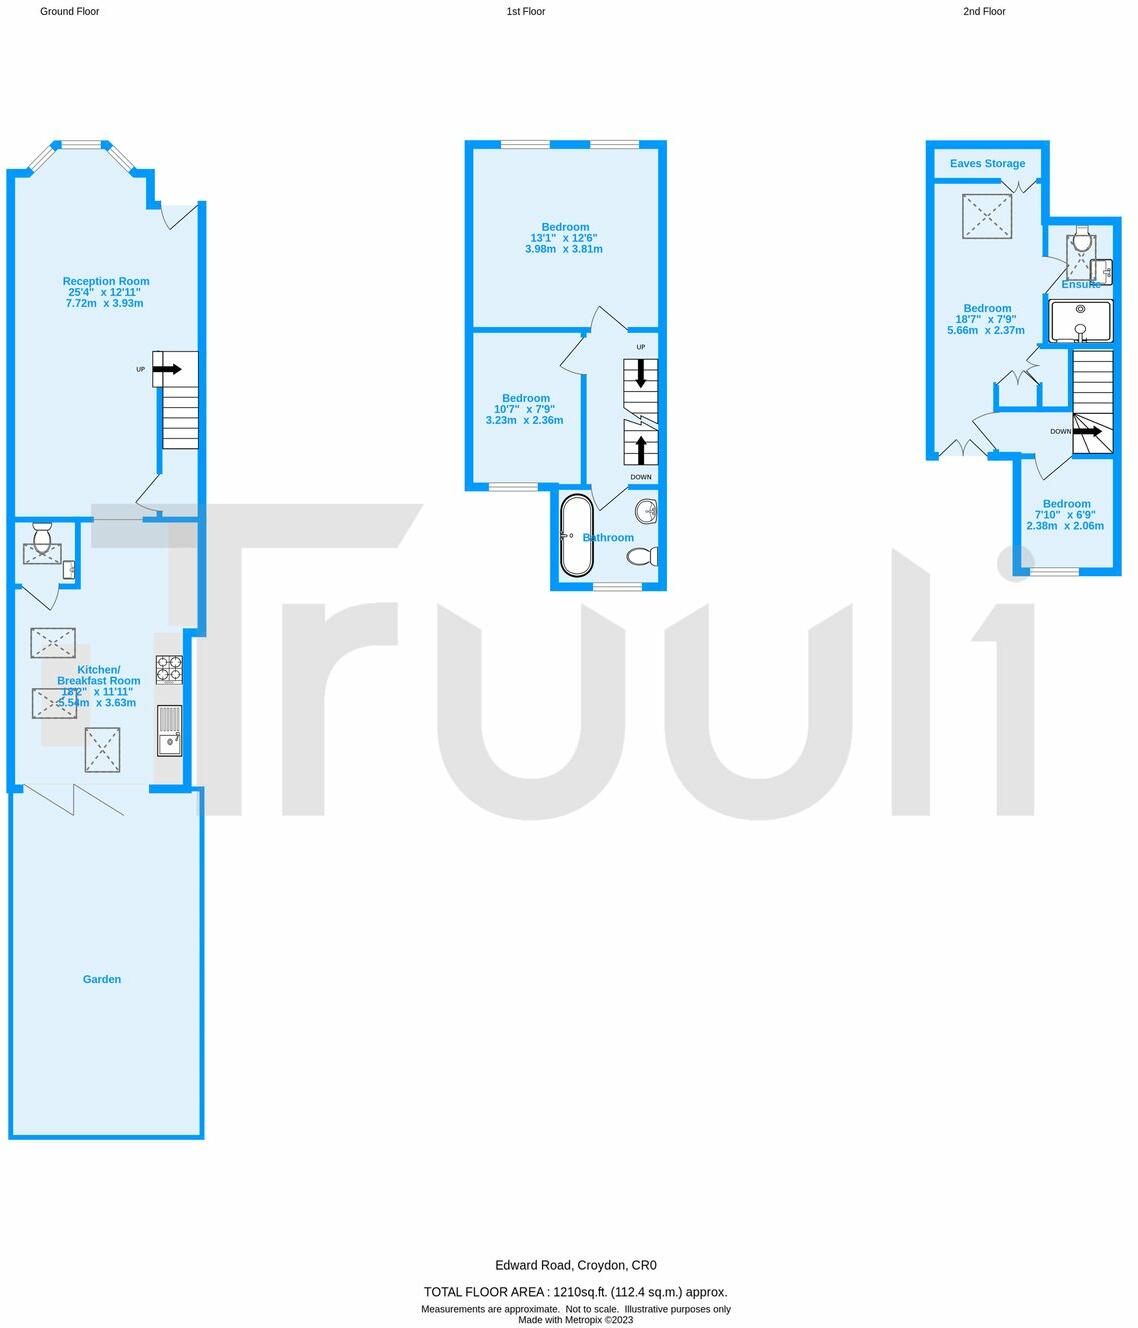 Ground Floor
1st Floor
2nd Floor
Reception Room
25'4" x 12'11"
7.72m x 3.93m
UP
Kitchen/
Breakfast Room
18'2" x 11'11"
5.54m x 3.63m
Garden
Bedroom
13'1" x 12'6"
3.98m x 3.81m
UP
Bedroom
10'7" x 7'9"
3.23m x 2.36m
DOWN
Bathroom
Eaves Storage
Ensuite
Bedroom
18'7" x 7'9"
5.66m x 2.37m
DOWN
Bedroom
7'10" x 6'9"
2.38m x 2.06m
Truuli
Edward Road, Croydon, CR0
TOTAL FLOOR AREA : 1210sq.ft. (112.4 sq.m.) approx.
Measurements are approximate. Not to scale. Illustrative purposes only
Made with Metropix ©2023